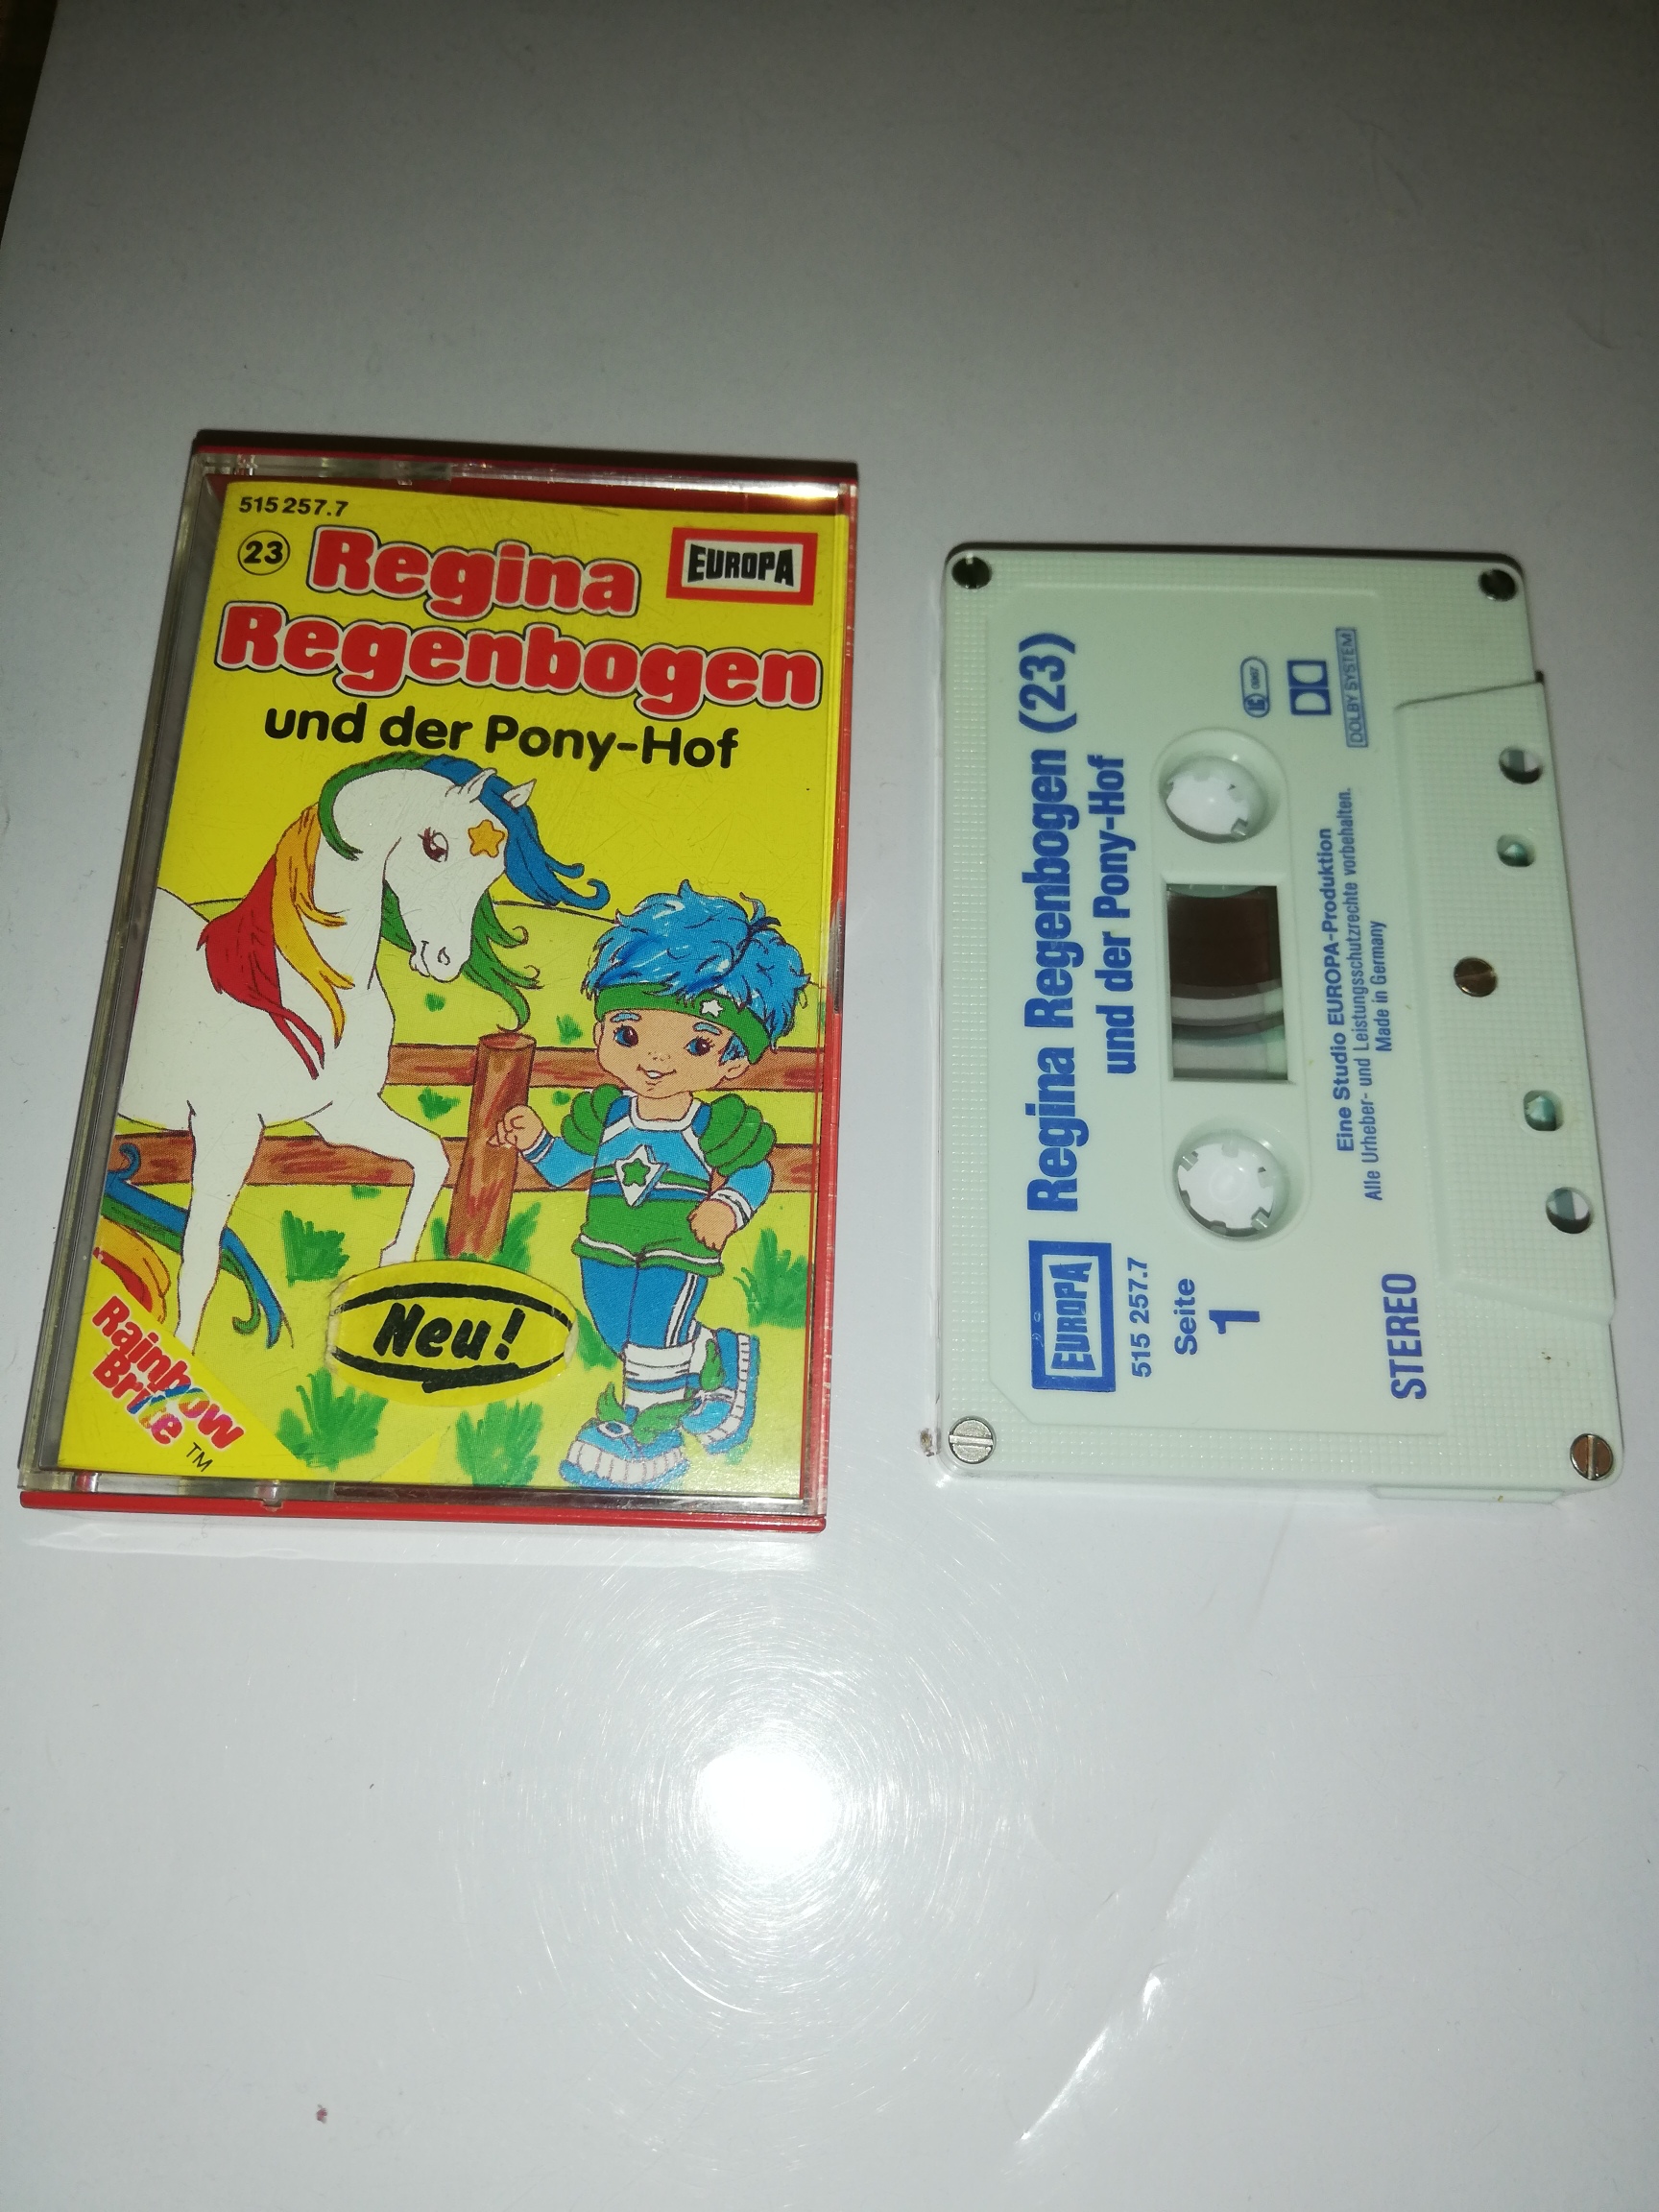 515 257.7
23
Regina
EUROPA
Regenbogen
und der Pony-Hof
Neu!
Rainbow
Brite
TM
EUROPA
Regina Regenbogen (23)
und der Pony-Hof
515 257.7
Seite
1
DOLBY SYSTEM
Eine Studio EUROPA-Produktion
Alle Urheber- und Leistungsschutzrechte vorbehalten.
Made in Germany
STEREO